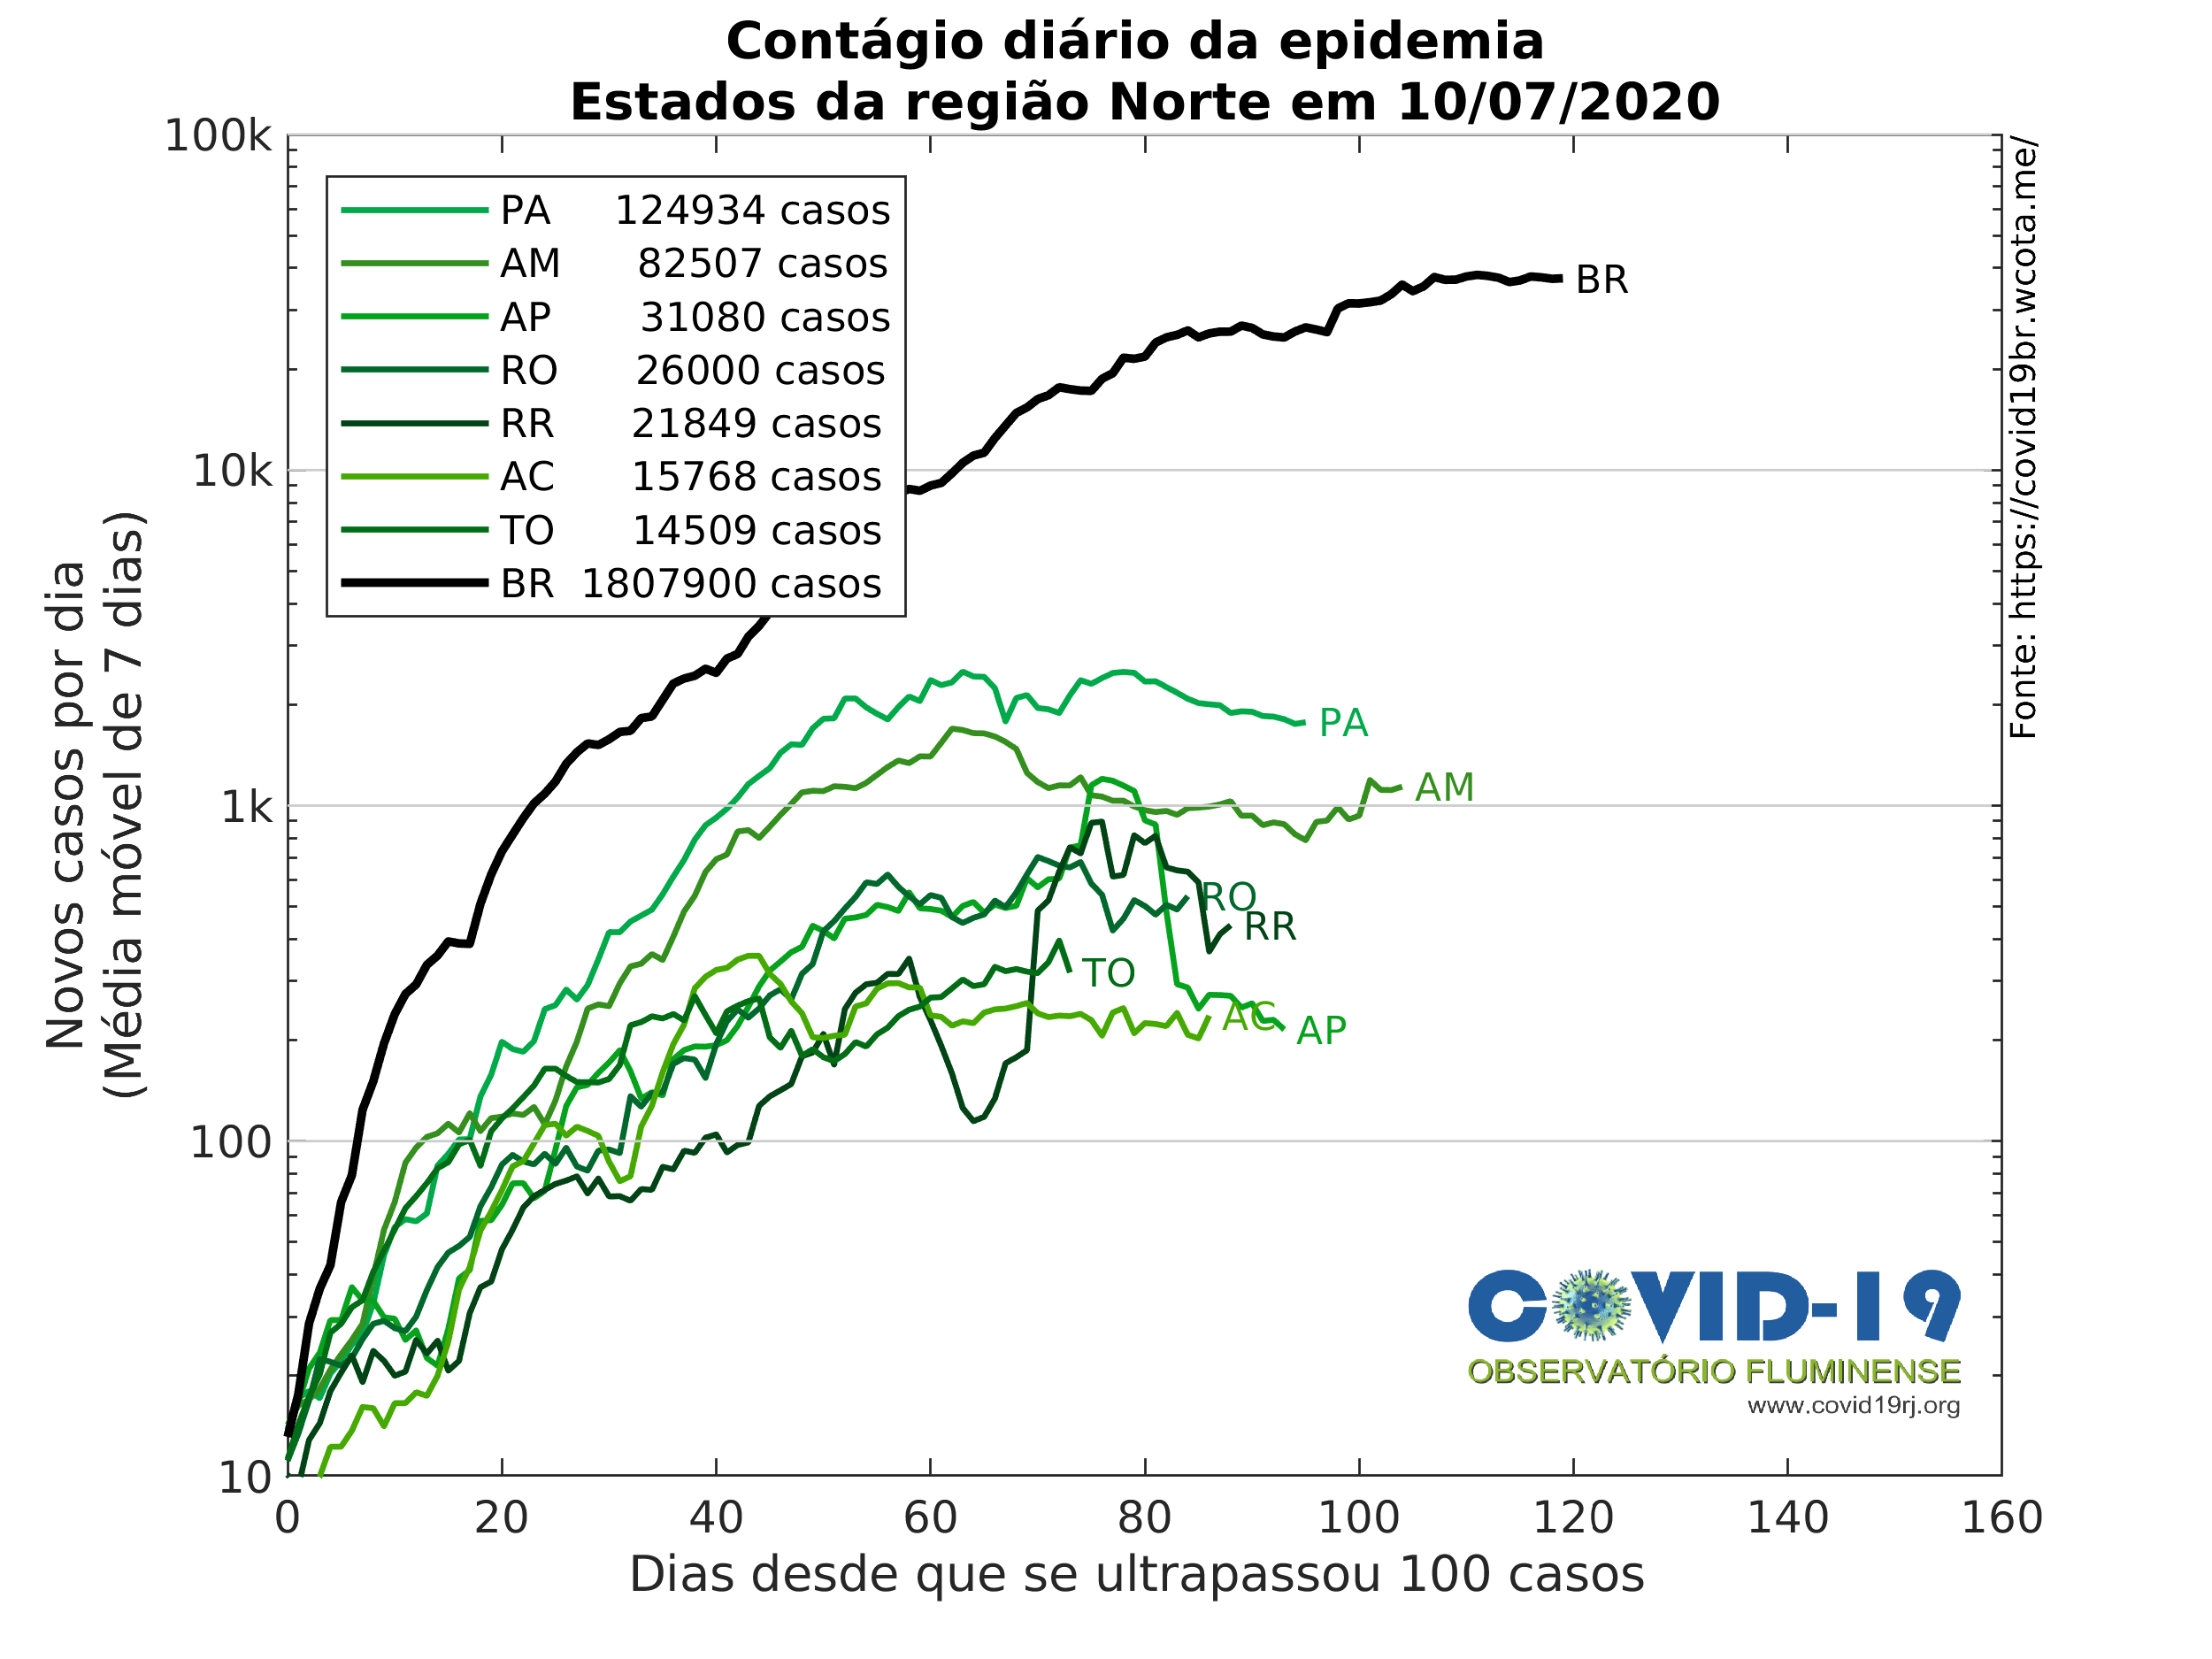 Contágio diário da epidemia
Estados da região Norte em 10/07/2020
100k
10k
1k
100
10
Novos casos por dia
(Média móvel de 7 dias)
PA 124934 casos
AM 82507 casos
AP 31080 casos
RO 26000 casos
RR 21849 casos
AC 15768 casos
TO 14509 casos
BR 1807900 casos
BR
PA
AM
RO
RR
TO
AC
AP
Fonte: https://covid19br.wcota.me/
COVID-19
OBSERVATÓRIO FLUMINENSE
www.covid19rj.org
0 20 40 60 80 100 120 140 160
Dias desde que se ultrapassou 100 casos